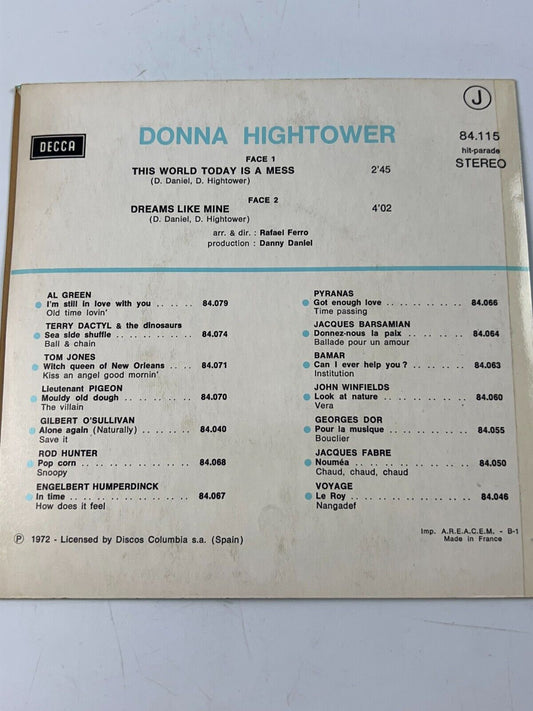 J
DECCA
DONNA HIGHTOWER
84.115
hit-parade
STEREO
FACE 1
THIS WORLD TODAY IS A MESS 2'45
(D. Daniel, D. Hightower)
FACE 2
DREAMS LIKE MINE 4'02
(D. Daniel, D. Hightower)
arr. & dir. : Rafael Ferro
production : Danny Daniel
AL GREEN
I'm still in love with you . . . . . . 84.079
Old time lovin'
TERRY DACTYL & the dinosaurs
Sea side shuffle . . . . . . . . . . . . 84.074
Ball & chain
TOM JONES
Witch queen of New Orleans . . . 84.071
Kiss an angel good mornin'
Lieutenant PIGEON
Mouldy old dough . . . . . . . . . . . 84.070
The villain
GILBERT O'SULLIVAN
Alone again (Naturally) . . . . . . . 84.040
Save it
ROD HUNTER
Pop corn . . . . . . . . . . . . . . . . . 84.068
Snoopy
ENGELBERT HUMPERDINCK
In time . . . . . . . . . . . . . . . . . . 84.067
How does it feel
PYRANAS
Got enough love . . . . . . . . . . . . 84.066
Time passing
JACQUES BARSAMIAN
Donnez-nous la paix . . . . . . . . . 84.064
Ballade pour un amour
BAMAR
Can I ever help you ? . . . . . . . . 84.063
Institution
JOHN WINFIELDS
Look at nature . . . . . . . . . . . . . 84.060
Vera
GEORGES DOR
Pour la musique . . . . . . . . . . . . 84.055
Bouclier
JACQUES FABRE
Nouméa . . . . . . . . . . . . . . . . . 84.050
Chaud, chaud, chaud
VOYAGE
Le Roy . . . . . . . . . . . . . . . . . . 84.046
Nangadef
Ⓟ 1972 - Licensed by Discos Columbia s.a. (Spain)
Imp. A.R.E.A.C.E.M. - B-1
Made in France